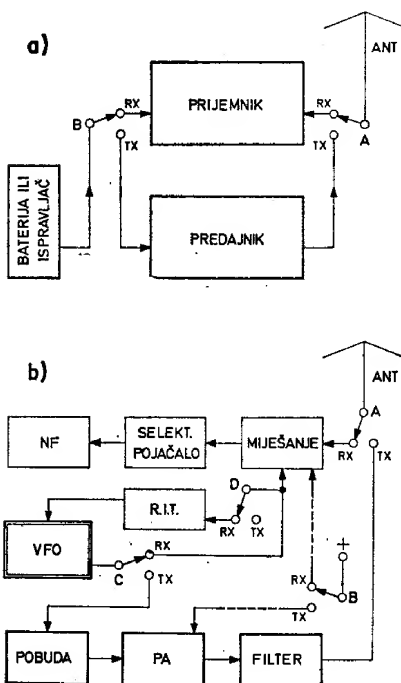 a)
ANT
PRIJEMNIK
RX
RX
B
A
TX
TX
BATERIJA ILI
ISPRAVLJAČ
PREDAJNIK
b)
ANT
A
NF
SELEKT.
POJAČALO
MIJEŠANJE
RX
TX
D
R.I.T.
RX
TX
+
VFO
RX
C
TX
RX
B
TX
POBUDA
PA
FILTER